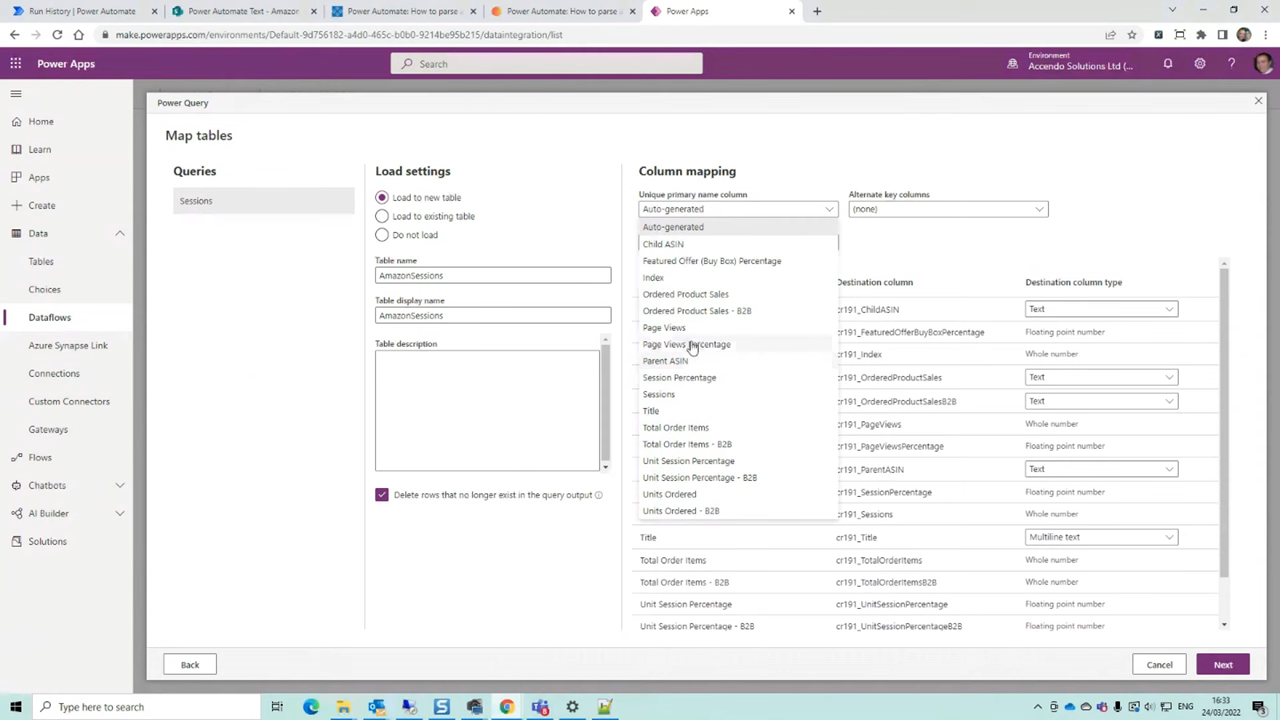 Run History | Power Automate
Power Automate Text - Amazon
Power Automate: How to parse
Power Automate: How to parse
Power Apps
make.powerapps.com/environments/Default-9d756182-a4d0-465c-b0b0-9214be95b215/dataintegration/list
Power Apps
Search
Environment
Accendo Solutions Ltd (...
Home
Learn
Apps
Create
Data
Tables
Choices
Dataflows
Azure Synapse Link
Connections
Custom Connectors
Gateways
Flows
Chatbots
AI Builder
Solutions
Power Query
Map tables
Queries
Sessions
Load settings
Load to new table
Load to existing table
Do not load
Table name
AmazonSessions
Table display name
AmazonSessions
Table description
Delete rows that no longer exist in the query output
Column mapping
Unique primary name column
Alternate key columns
Auto-generated
(none)
Auto-generated
Child ASIN
Featured Offer (Buy Box) Percentage
Index
Ordered Product Sales
Ordered Product Sales - B2B
Page Views
Page Views Percentage
Parent ASIN
Session Percentage
Sessions
Title
Total Order Items
Total Order Items - B2B
Unit Session Percentage
Unit Session Percentage - B2B
Units Ordered
Units Ordered - B2B
Destination column
Destination column type
cr191_ChildASIN
Text
cr191_FeaturedOfferBuyBoxPercentage
Floating point number
cr191_Index
Whole number
cr191_OrderedProductSales
Text
cr191_OrderedProductSalesB2B
Text
cr191_PageViews
Whole number
cr191_PageViewsPercentage
Floating point number
cr191_ParentASIN
Text
cr191_SessionPercentage
Floating point number
cr191_Sessions
Whole number
Title
cr191_Title
Multiline text
Total Order Items
cr191_TotalOrderItems
Whole number
Total Order Items - B2B
cr191_TotalOrderItemsB2B
Whole number
Unit Session Percentage
cr191_UnitSessionPercentage
Floating point number
Unit Session Percentage - B2B
cr191_UnitSessionPercentageB2B
Floating point number
Back
Cancel
Next
Type here to search
16:33
24/03/2022